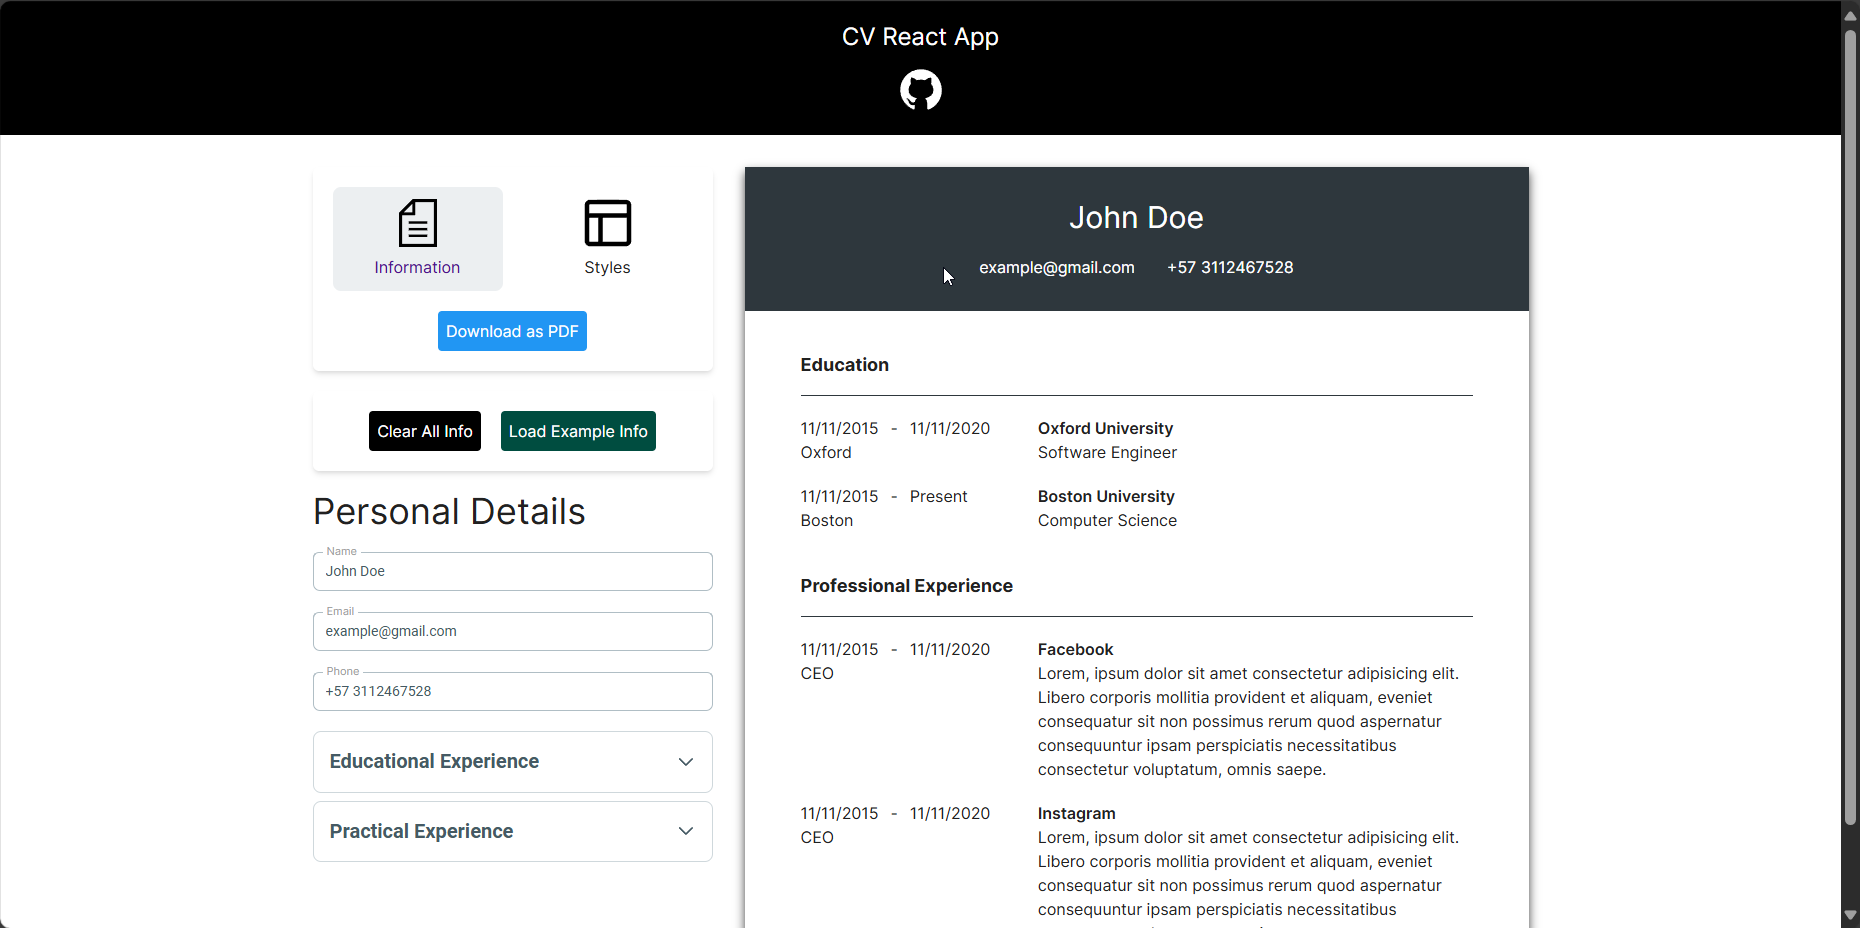 CV React App
Information
Styles
Download as PDF
Clear All Info
Load Example Info
Personal Details
Name
John Doe
Email
example@gmail.com
Phone
+57 3112467528
Educational Experience
Practical Experience
John Doe
example@gmail.com +57 3112467528
Education
11/11/2015 - 11/11/2020 Oxford University
Oxford Software Engineer
11/11/2015 - Present Boston University
Boston Computer Science
Professional Experience
11/11/2015 - 11/11/2020 Facebook
CEO Lorem, ipsum dolor sit amet consectetur adipisicing elit.
Libero corporis mollitia provident et aliquam, eveniet
consequatur sit non possimus rerum quod aspernatur
consequuntur ipsam perspiciatis necessitatibus
consectetur voluptatum, omnis saepe.
11/11/2015 - 11/11/2020 Instagram
CEO Lorem, ipsum dolor sit amet consectetur adipisicing elit.
Libero corporis mollitia provident et aliquam, eveniet
consequatur sit non possimus rerum quod aspernatur
consequuntur ipsam perspiciatis necessitatibus